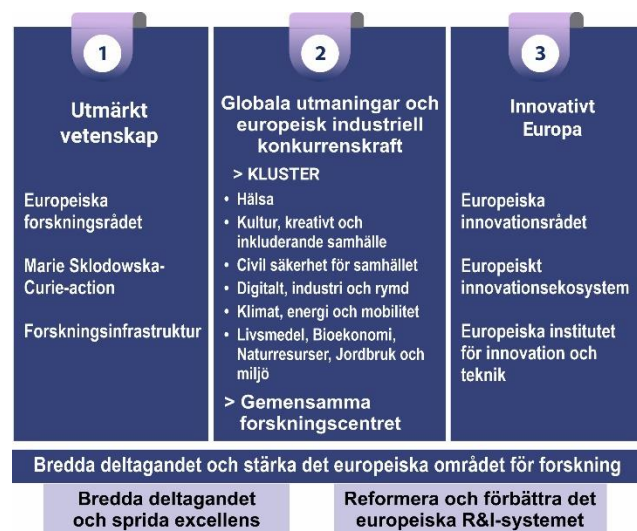 1
Utmärkt
vetenskap
Europeiska
forskningsrådet
Marie Sklodowska-
Curie-action
Forskningsinfrastruktur
2
Globala utmaningar och
europeisk industriell
konkurrenskraft
> KLUSTER
• Hälsa
• Kultur, kreativt och
inkluderande samhälle
• Civil säkerhet för samhället
• Digitalt, industri och rymd
• Klimat, energi och mobilitet
• Livsmedel, Bioekonomi,
Naturresurser, Jordbruk och
miljö
> Gemensamma
forskningscentret
3
Innovativt
Europa
Europeiska
innovationsrådet
Europeiskt
innovationsekosystem
Europeiska institutet
för innovation och
teknik
Bredda deltagandet och stärka det europeiska området för forskning
Bredda deltagandet
och sprida excellens
Reformera och förbättra det
europeiska R&I-systemet